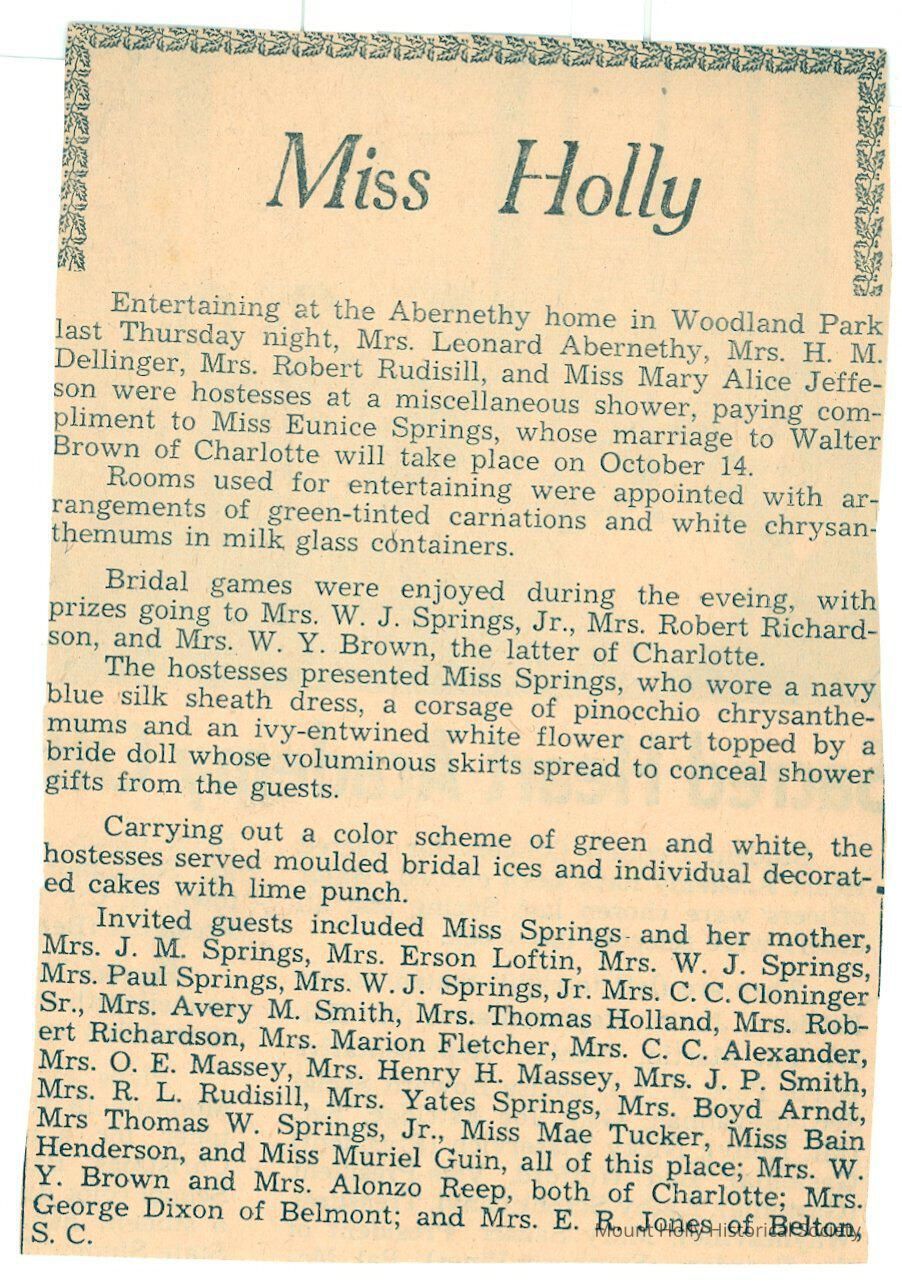 Miss Holly
Entertaining at the Abernethy home in Woodland Park
last Thursday night, Mrs. Leonard Abernethy, Mrs. H. M.
Dellinger, Mrs. Robert Rudisill, and Miss Mary Alice Jeffe-
son were hostesses at a miscellaneous shower, paying com-
pliment to Miss Eunice Springs, whose marriage to Walter
Brown of Charlotte will take place on October 14.
Rooms used for entertaining were appointed with ar-
rangements of green-tinted carnations and white chrysan-
themums in milk glass containers.
Bridal games were enjoyed during the eveing, with
prizes going to Mrs. W. J. Springs, Jr., Mrs. Robert Richard-
son, and Mrs. W. Y. Brown, the latter of Charlotte.
The hostesses presented Miss Springs, who wore a navy
blue silk sheath dress, a corsage of pinocchio chrysanthe-
mums and an ivy-entwined white flower cart topped by a
bride doll whose voluminous skirts spread to conceal shower
gifts from the guests.
Carrying out a color scheme of green and white, the
hostesses served moulded bridal ices and individual decorat-
ed cakes with lime punch.
Invited guests included Miss Springs and her mother,
Mrs. J. M. Springs, Mrs. Erson Loftin, Mrs. W. J. Springs,
Mrs. Paul Springs, Mrs. W. J. Springs, Jr. Mrs. C. C. Cloninger
Sr., Mrs. Avery M. Smith, Mrs. Thomas Holland, Mrs. Rob-
ert Richardson, Mrs. Marion Fletcher, Mrs. C. C. Alexander,
Mrs. O. E. Massey, Mrs. Henry H. Massey, Mrs. J. P. Smith,
Mrs. R. L. Rudisill, Mrs. Yates Springs, Mrs. Boyd Arndt,
Mrs Thomas W. Springs, Jr., Miss Mae Tucker, Miss Bain
Henderson, and Miss Muriel Guin, all of this place; Mrs. W.
Y. Brown and Mrs. Alonzo Reep, both of Charlotte; Mrs.
George Dixon of Belmont; and Mrs. E. R. Jones of Belton,
S. C.
Mount Holly Historical Society